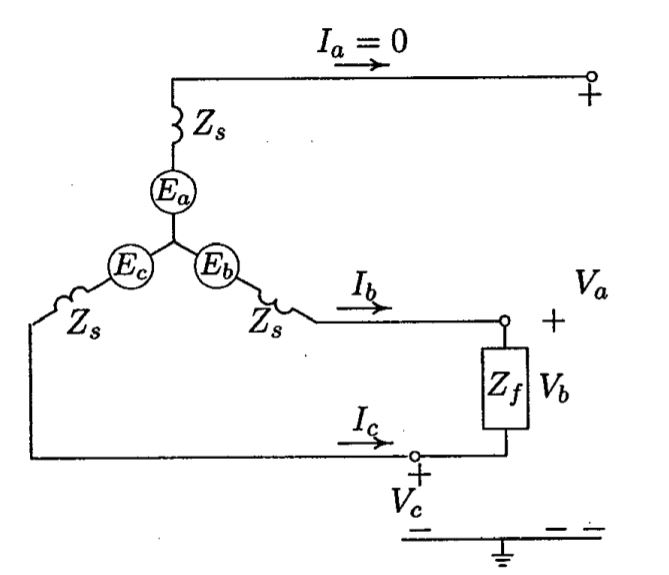 I_a = 0
+
Z_s
E_a
E_c
E_b
Z_s
Z_s
I_b
V_a
+
Z_f
V_b
I_c
+
V_c
− − −